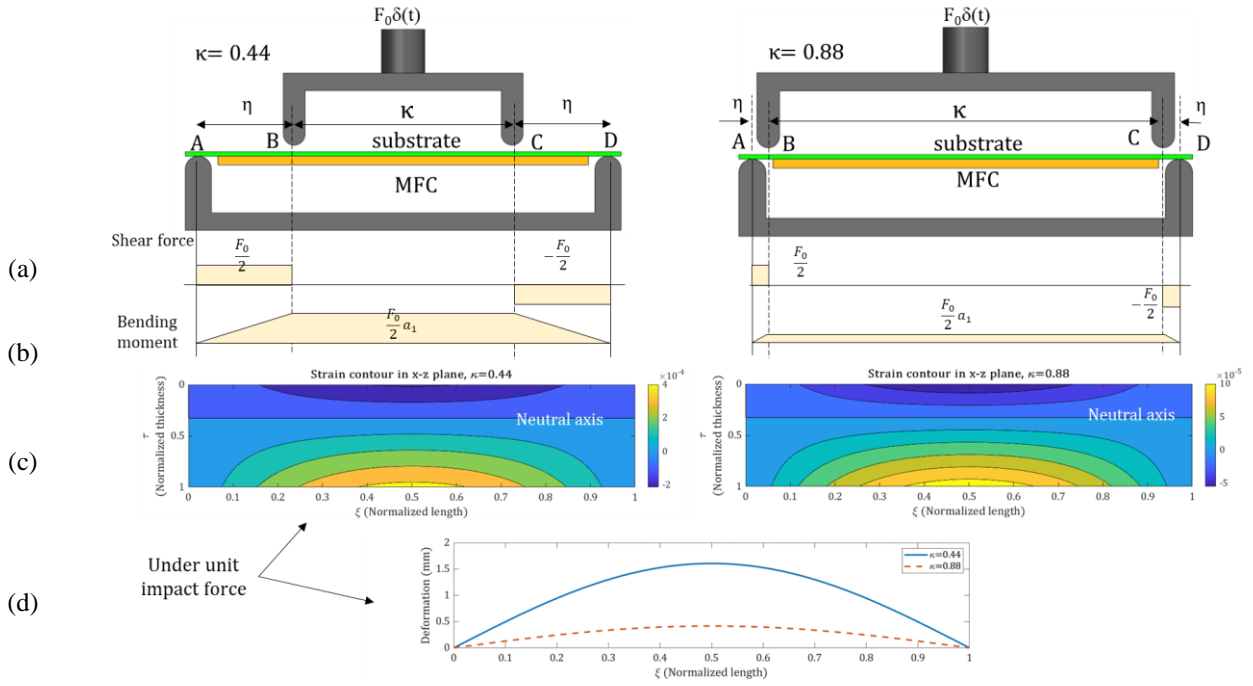 F₀δ(t)
κ= 0.44
η κ η
A B C D
substrate
MFC
F₀δ(t)
κ= 0.88
η κ η
A B C D
substrate
MFC
(a)
Shear force
F₀/2
−F₀/2
F₀/2
−F₀/2
(b)
Bending moment
F₀/2 a₁
F₀/2 a₁
(c)
Strain contour in x-z plane, κ=0.44
×10⁻⁴
4
2
0
-2
Neutral axis
τ
(Normalized thickness)
0
0.5
1
0 0.1 0.2 0.3 0.4 0.5 0.6 0.7 0.8 0.9 1
ξ (Normalized length)
Strain contour in x-z plane, κ=0.88
×10⁻⁵
10
5
0
-5
Neutral axis
τ
(Normalized thickness)
0
0.5
1
0 0.1 0.2 0.3 0.4 0.5 0.6 0.7 0.8 0.9 1
ξ (Normalized length)
Under unit
impact force
(d)
Deformation (mm)
2
1.5
1
0.5
0
κ=0.44
κ=0.88
0 0.1 0.2 0.3 0.4 0.5 0.6 0.7 0.8 0.9 1
ξ (Normalized length)